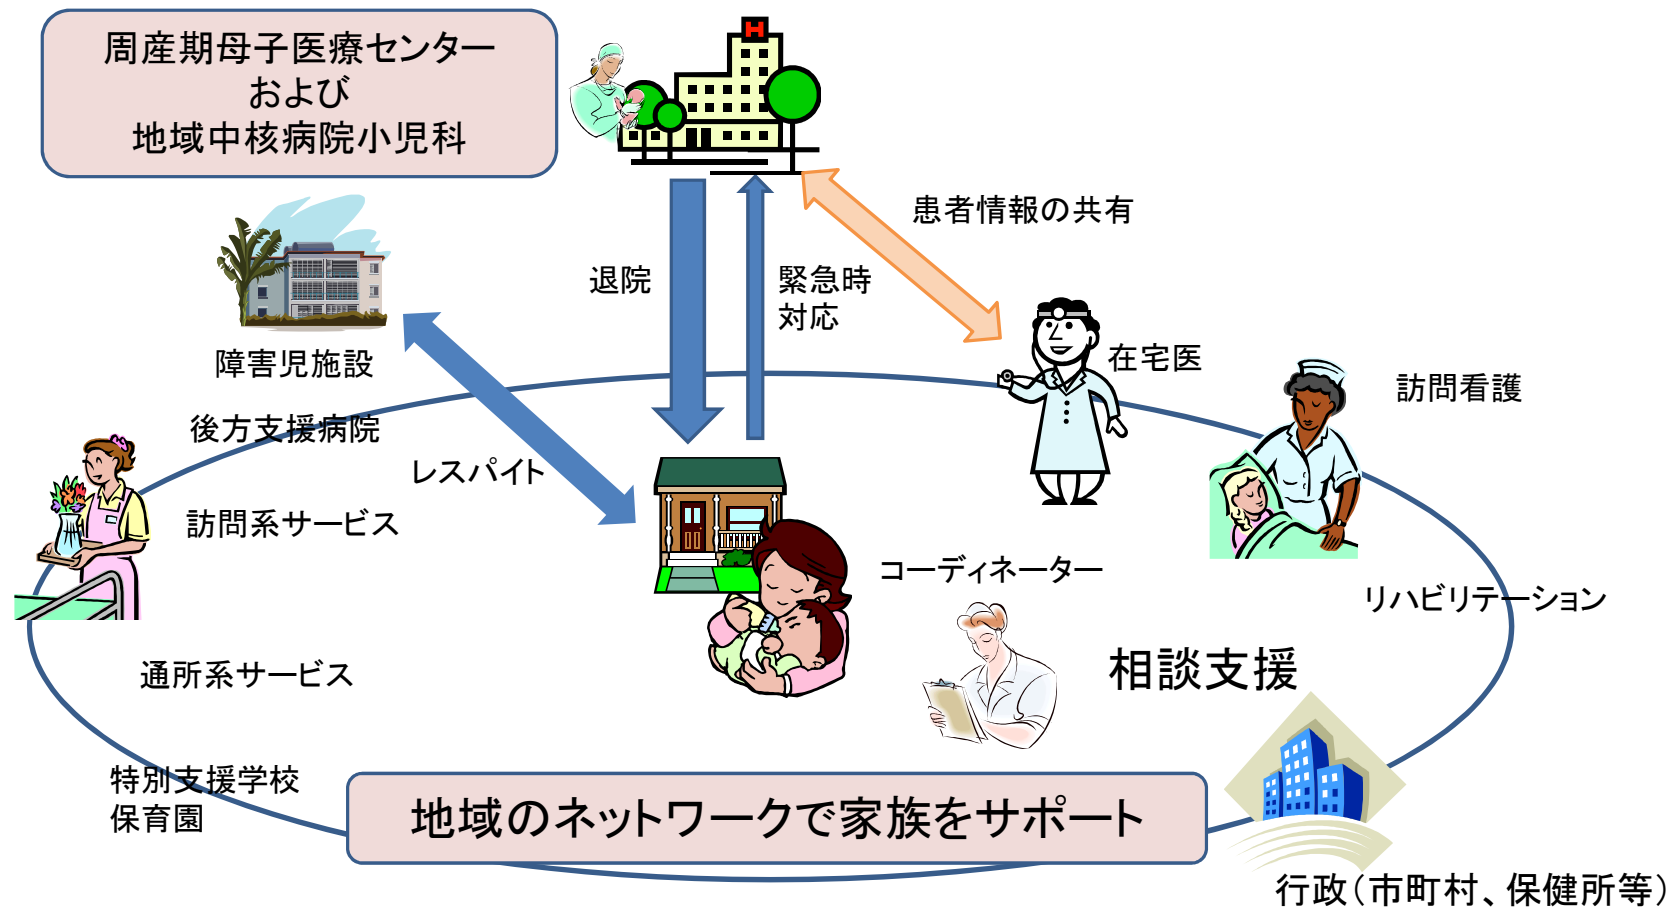 周産期母子医療センター
および
地域中核病院小児科
H
患者情報の共有
退院
緊急時
対応
障害児施設
在宅医
訪問看護
後方支援病院
レスパイト
訪問系サービス
コーディネーター
リハビリテーション
相談支援
通所系サービス
特別支援学校
保育園
地域のネットワークで家族をサポート
行政(市町村、保健所等)